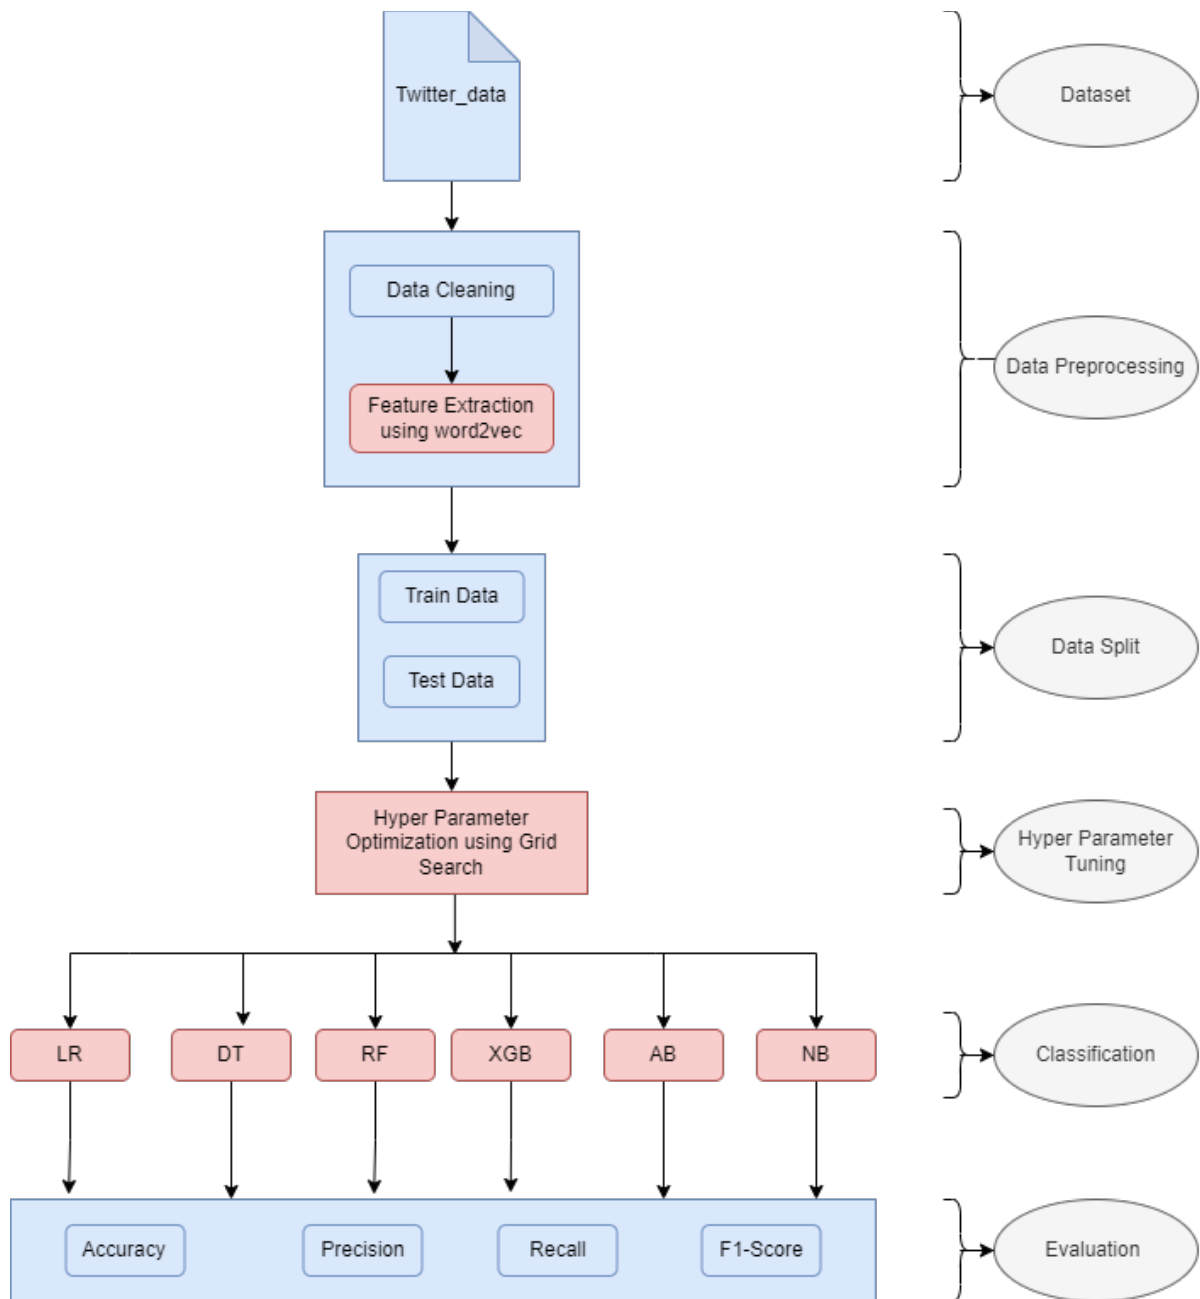 Twitter_data
Dataset
Data Cleaning
Feature Extraction
using word2vec
Data Preprocessing
Train Data
Test Data
Data Split
Hyper Parameter
Optimization using Grid
Search
Hyper Parameter
Tuning
LR
DT
RF
XGB
AB
NB
Classification
Accuracy
Precision
Recall
F1-Score
Evaluation